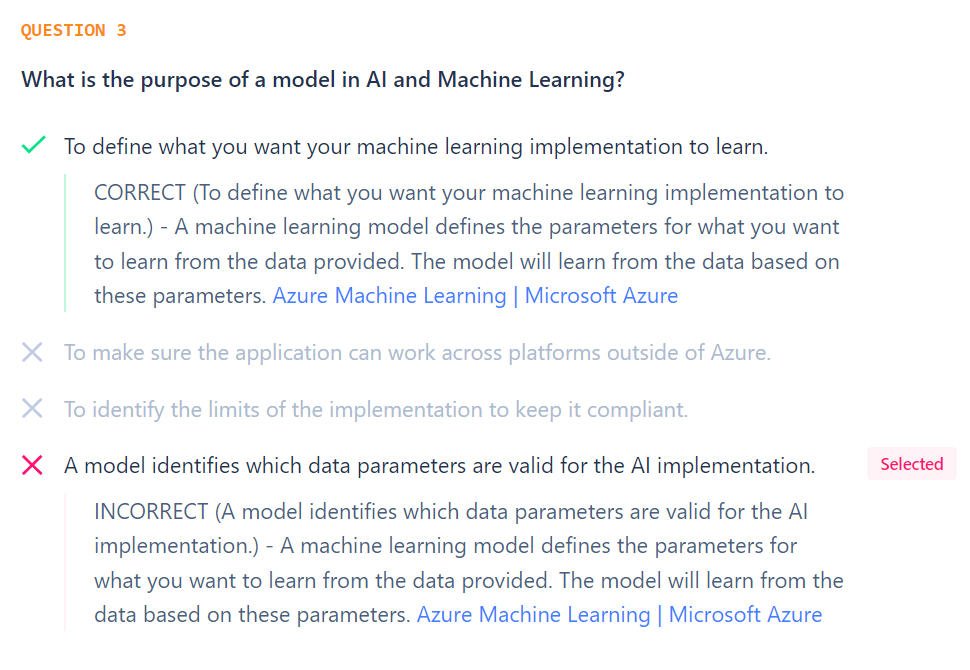 QUESTION 3
What is the purpose of a model in AI and Machine Learning?
To define what you want your machine learning implementation to learn.
CORRECT (To define what you want your machine learning implementation to
learn.) - A machine learning model defines the parameters for what you want
to learn from the data provided. The model will learn from the data based on
these parameters. Azure Machine Learning | Microsoft Azure
To make sure the application can work across platforms outside of Azure.
To identify the limits of the implementation to keep it compliant.
A model identifies which data parameters are valid for the AI implementation.
Selected
INCORRECT (A model identifies which data parameters are valid for the AI
implementation.) - A machine learning model defines the parameters for
what you want to learn from the data provided. The model will learn from the
data based on these parameters. Azure Machine Learning | Microsoft Azure